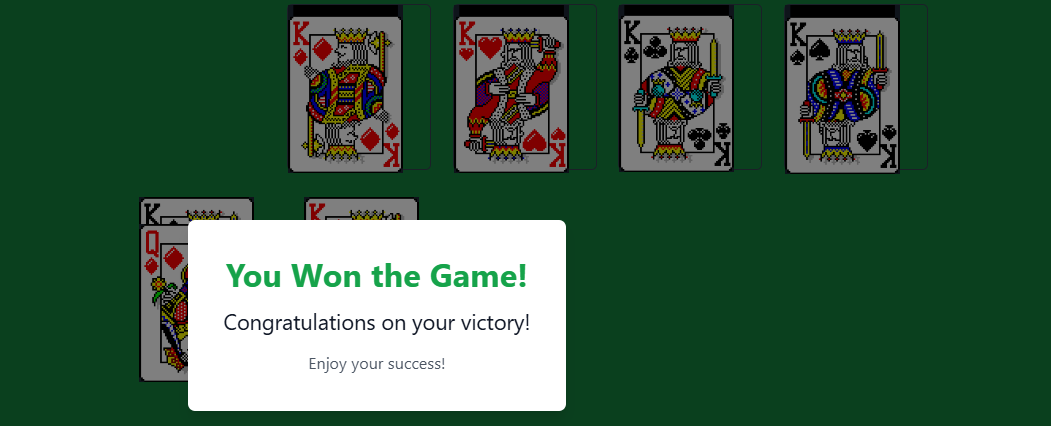 K K K K
K K K K
K K
Q
You Won the Game!
Congratulations on your victory!
Enjoy your success!